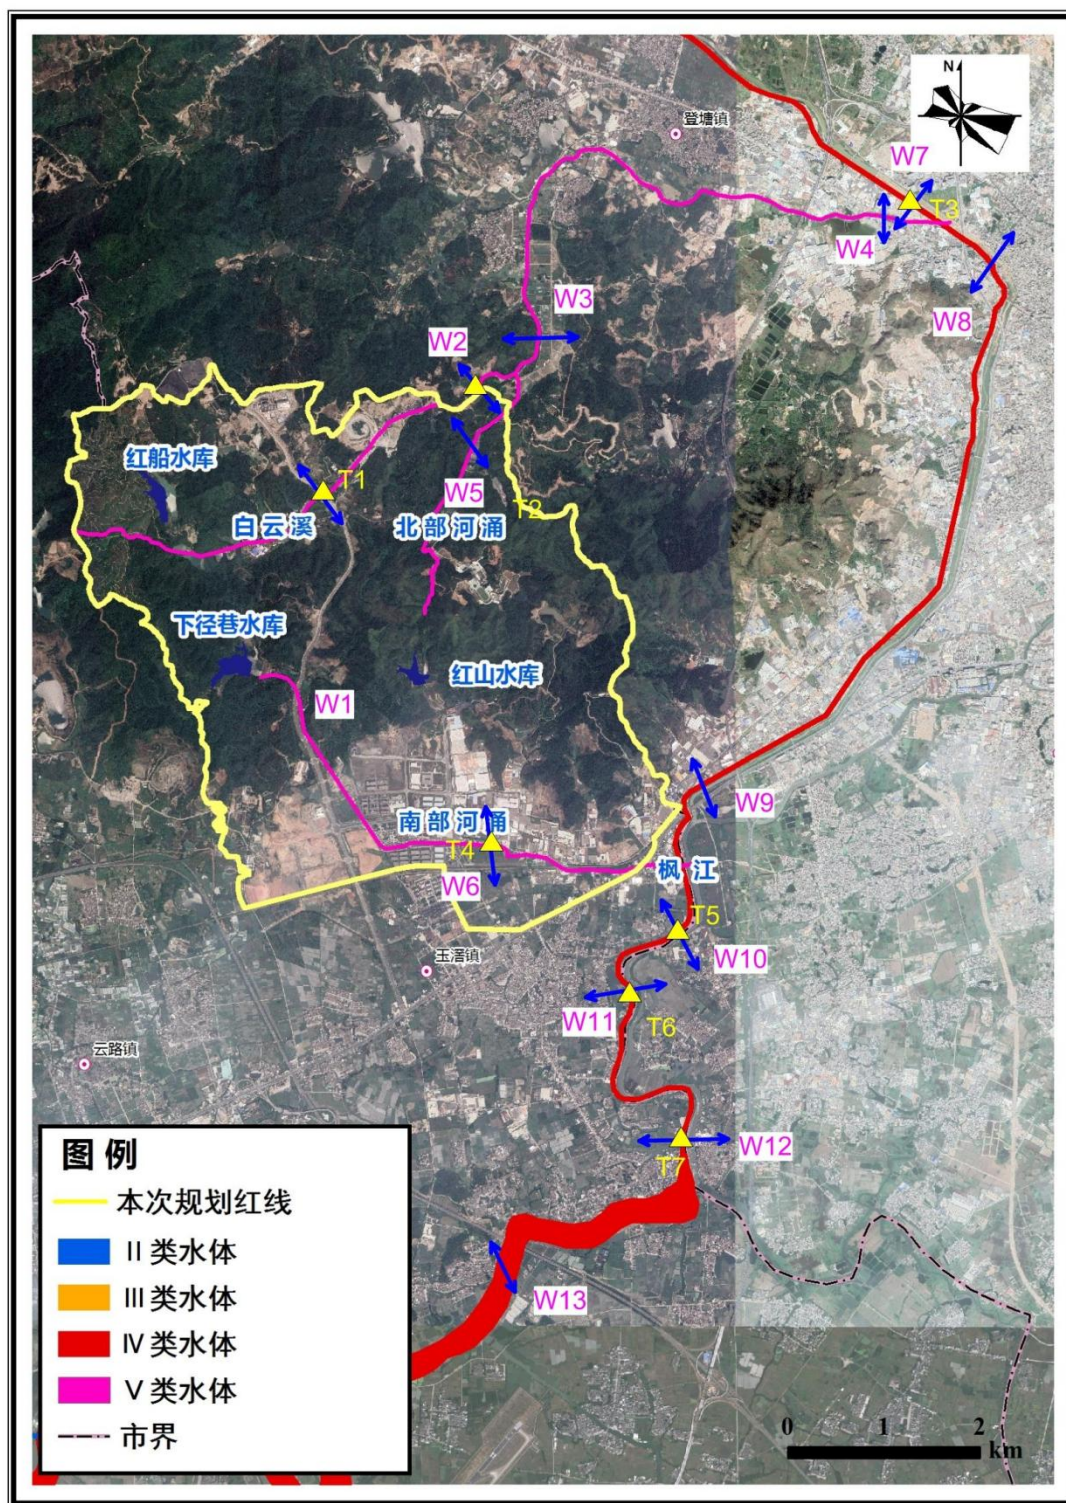 N
登塘镇
W7
T3
W4
W8
W3
W2
红船水库
T1
W5
T2
白云溪
北部河涌
下径巷水库
红山水库
W1
W9
南部河涌
T4
枫江
W6
T5
W10
玉滘镇
W11
T6
云路镇
W12
T7
W13
图例
本次规划红线
II类水体
III类水体
IV类水体
V类水体
市界
0 1 2
km